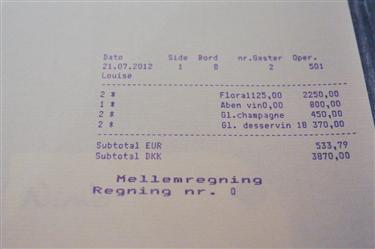 Dato Side Bord nr.Gaster Oper.
21.07.2012 1 8 2 501
Louise
2 * Flora1125,00 2250,00
1 * Aben vin0,00 800,00
2 * Gl.champagne 450,00
2 * Gl. desservin 18 370,00
Subtotal EUR 533,79
Subtotal DKK 3870,00
Mellemregning
Regning nr. 0